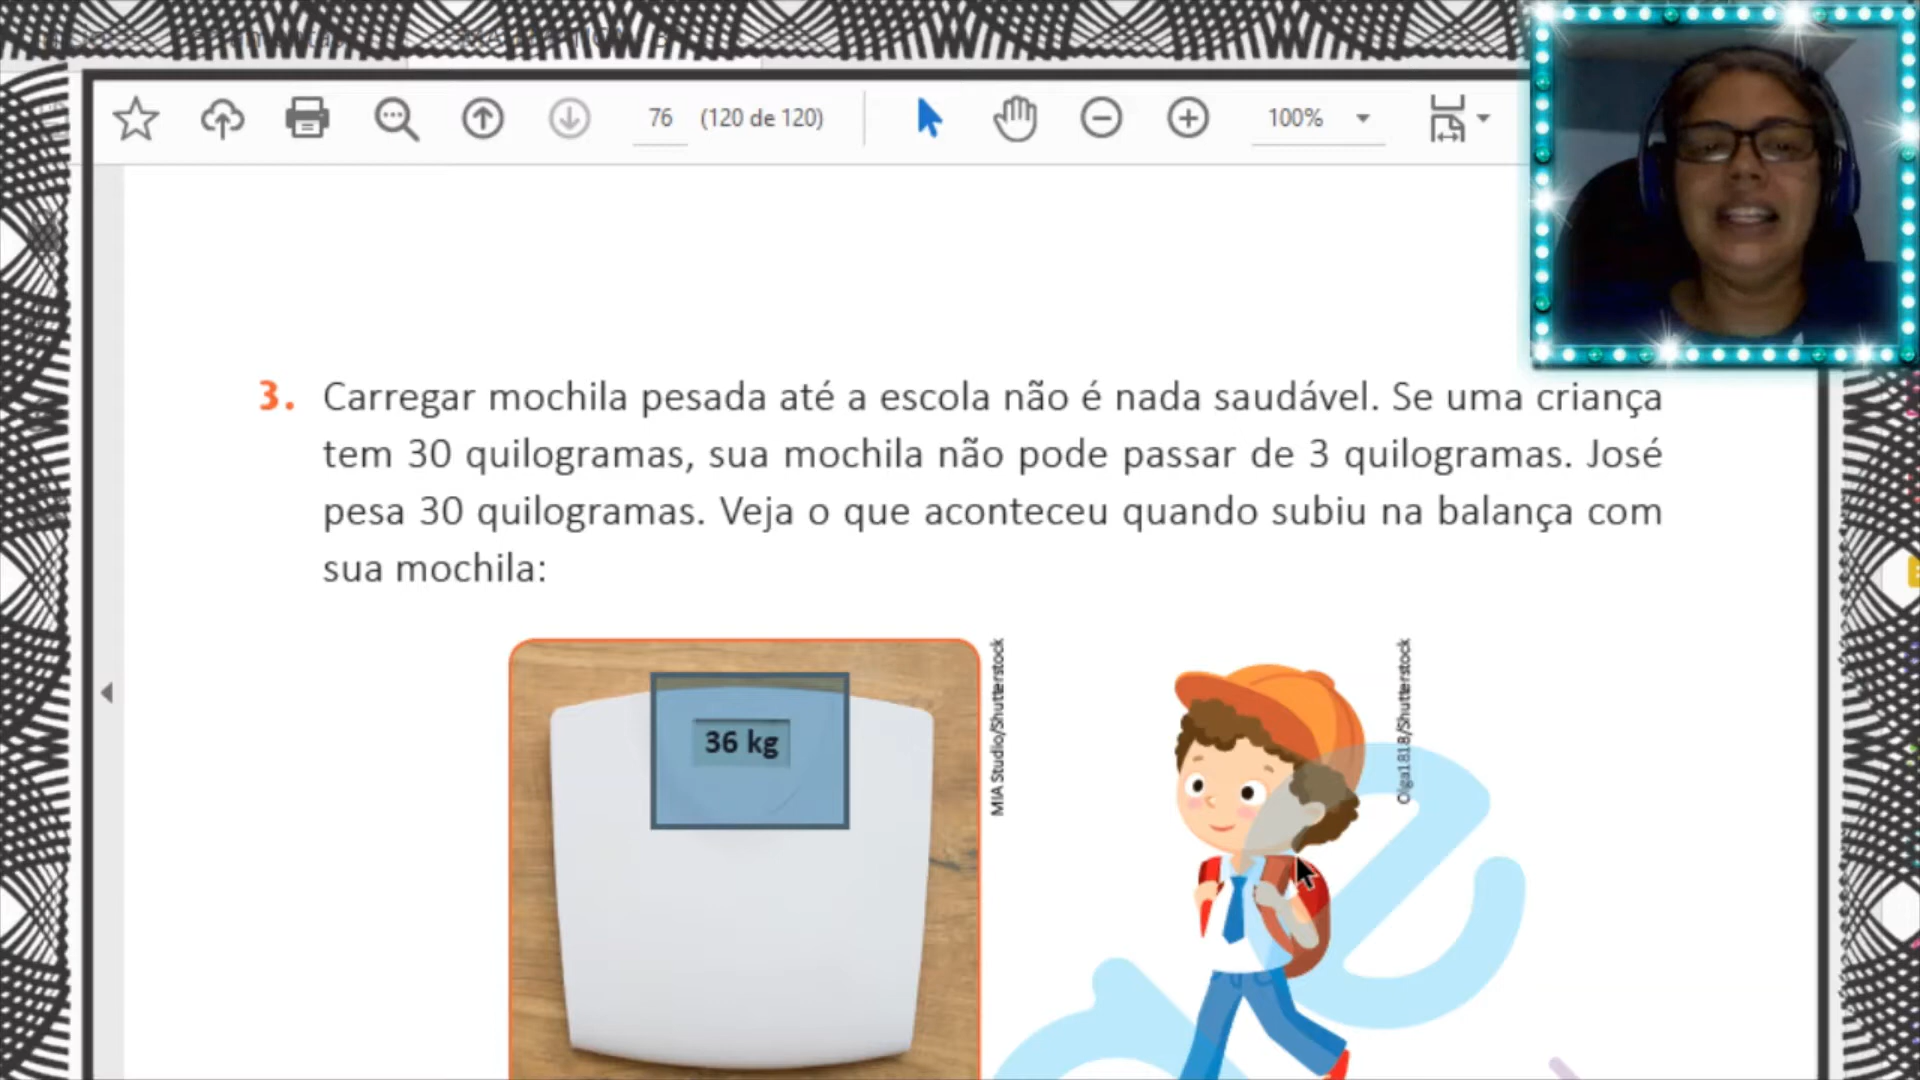 76 (120 de 120)
100%
3. Carregar mochila pesada até a escola não é nada saudável. Se uma criança
tem 30 quilogramas, sua mochila não pode passar de 3 quilogramas. José
pesa 30 quilogramas. Veja o que aconteceu quando subiu na balança com
sua mochila:
36 kg
MIA Studio/Shutterstock
Olga1818/Shutterstock